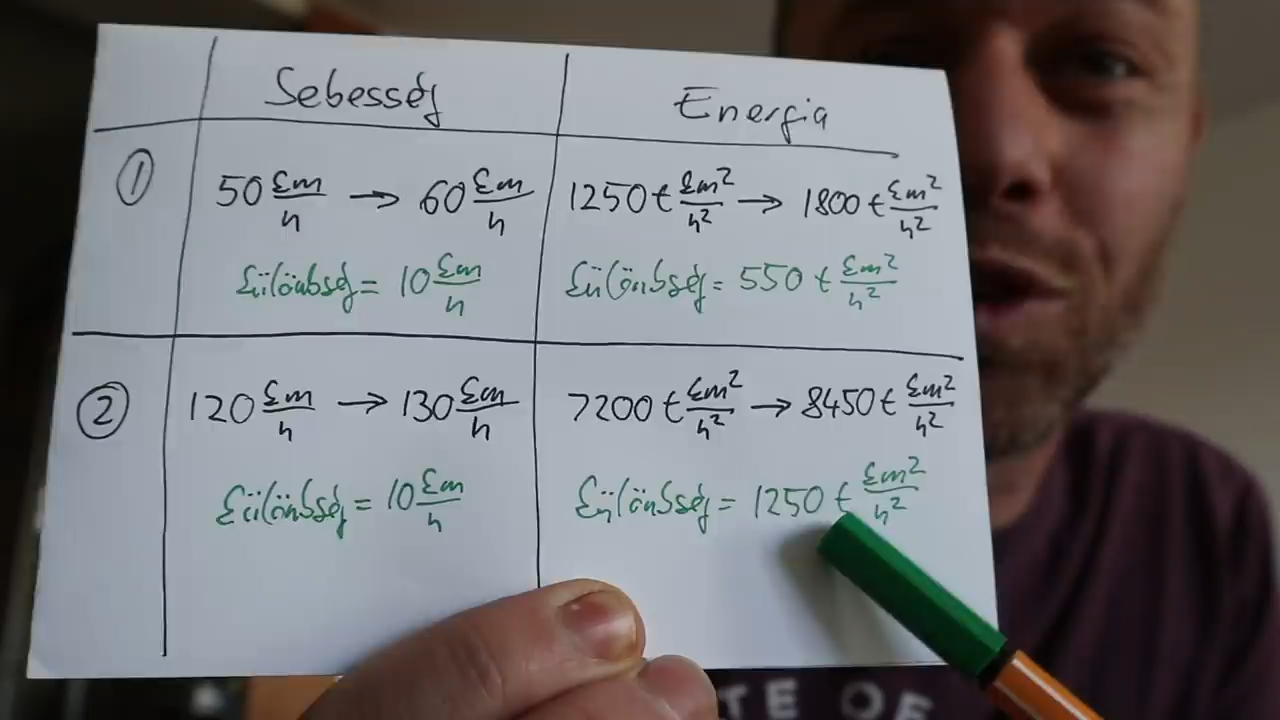 Sebesség Energia
① 50 km/h → 60 km/h 1250 t km²/h² → 1800 t km²/h²
különbség = 10 km/h különbség = 550 t km²/h²
② 120 km/h → 130 km/h 7200 t km²/h² → 8450 t km²/h²
különbség = 10 km/h különbség = 1250 t km²/h²
TE OF